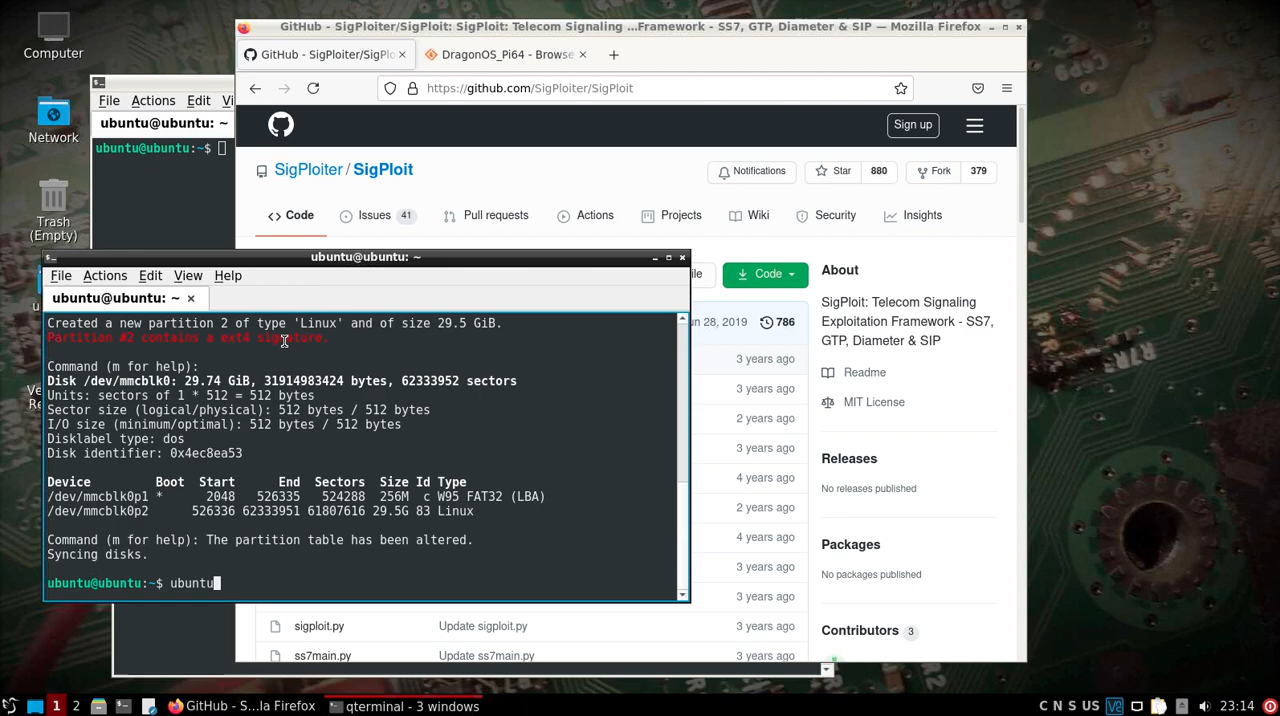 Computer
Network
Trash
(Empty)
GitHub - SigPloiter/SigPloit: SigPloit: Telecom Signaling …Framework - SS7, GTP, Diameter & SIP — Mozilla Firefox
GitHub - SigPloiter/SigPlo
DragonOS_Pi64 - Browse
https://github.com/SigPloiter/SigPloit
File Actions Edit Vi
ubuntu@ubuntu: ~
ubuntu@ubuntu:~$
Sign up
SigPloiter / SigPloit
Notifications
Star 880
Fork 379
Code
Issues 41
Pull requests
Actions
Projects
Wiki
Security
Insights
ile
Code
un 28, 2019
786
3 years ago
3 years ago
2 years ago
3 years ago
4 years ago
2 years ago
4 years ago
3 years ago
3 years ago
sigploit.py Update sigploit.py 3 years ago
ss7main.py Update ss7main.py 3 years ago
About
SigPloit: Telecom Signaling
Exploitation Framework - SS7,
GTP, Diameter & SIP
Readme
MIT License
Releases
No releases published
Packages
No packages published
Contributors 3
ubuntu@ubuntu: ~
File Actions Edit View Help
ubuntu@ubuntu: ~
Created a new partition 2 of type 'Linux' and of size 29.5 GiB.
Partition #2 contains a ext4 signature.
Command (m for help):
Disk /dev/mmcblk0: 29.74 GiB, 31914983424 bytes, 62333952 sectors
Units: sectors of 1 * 512 = 512 bytes
Sector size (logical/physical): 512 bytes / 512 bytes
I/O size (minimum/optimal): 512 bytes / 512 bytes
Disklabel type: dos
Disk identifier: 0x4ec8ea53
Device Boot Start End Sectors Size Id Type
/dev/mmcblk0p1 * 2048 526335 524288 256M c W95 FAT32 (LBA)
/dev/mmcblk0p2 526336 62333951 61807616 29.5G 83 Linux
Command (m for help): The partition table has been altered.
Syncing disks.
ubuntu@ubuntu:~$ ubuntu
1 2
GitHub - S…la Firefox
qterminal - 3 windows
C N S US
23:14